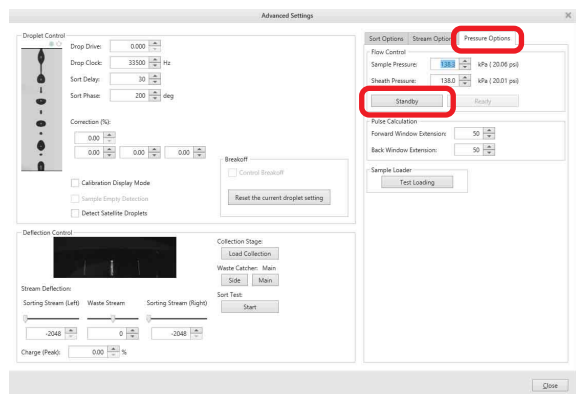 Advanced Settings
Droplet Control
Drop Drive: 0.000
Drop Clock: 33500 Hz
Sort Delay: 30
Sort Phase: 200 deg
Correction (%):
0.00
0.00 0.00 0.00
Calibration Display Mode
Sample Empty Detection
Detect Satellite Droplets
Breakoff
Control Breakoff
Reset the current droplet setting
Deflection Control
Stream Deflection:
Sorting Stream (Left) Waste Stream Sorting Stream (Right)
-2048 0 -2048
Charge (Peak): 0.00 %
Collection Stage:
Load Collection
Waste Catcher: Main
Side Main
Sort Test:
Start
Sort Options Stream Options Pressure Options
Flow Control
Sample Pressure: 138.3 kPa ( 20.06 psi)
Sheath Pressure: 138.0 kPa ( 20.01 psi)
Standby Ready
Pulse Calculation
Forward Window Extension: 50
Back Window Extension: 50
Sample Loader
Test Loading
Close